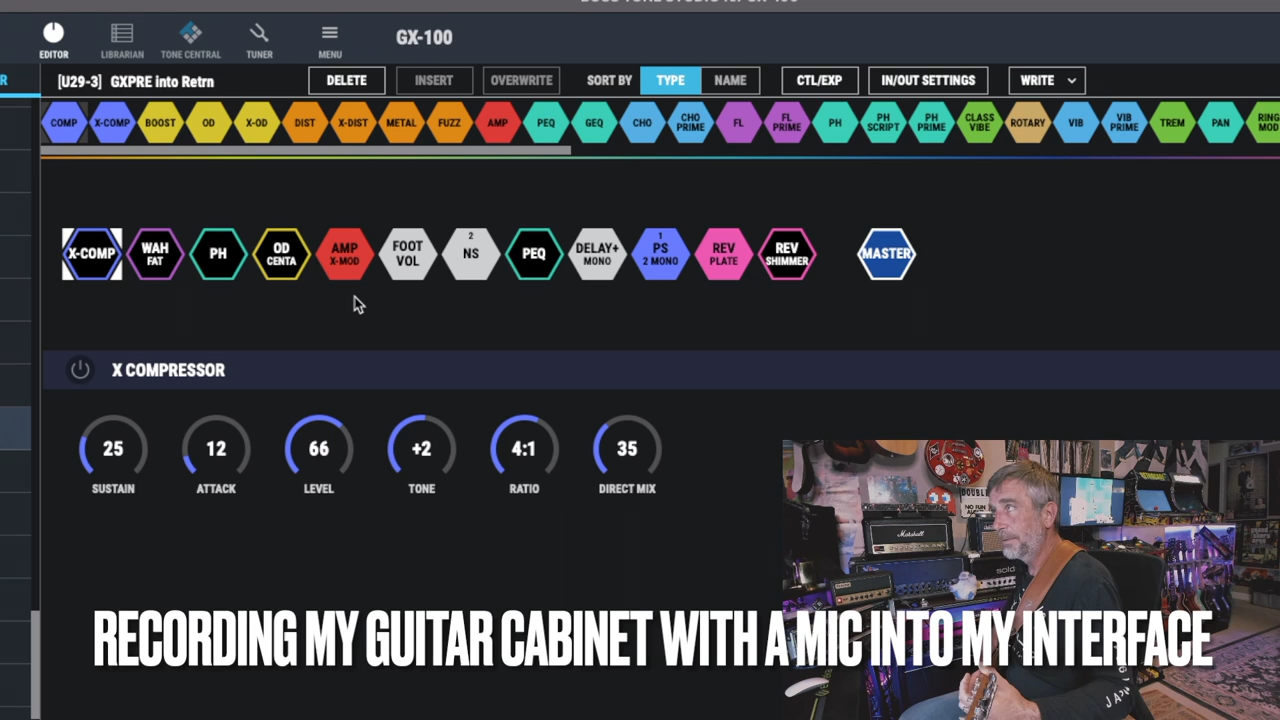 EDITOR
LIBRARIAN
TONE CENTRAL
TUNER
MENU
GX-100
R
[U29-3] GXPRE into Retrn
DELETE
INSERT
OVERWRITE
SORT BY
TYPE
NAME
CTL/EXP
IN/OUT SETTINGS
WRITE
COMP
X-COMP
BOOST
OD
X-OD
DIST
X-DIST
METAL
FUZZ
AMP
PEQ
GEQ
CHO
CHO
PRIME
FL
FL
PRIME
PH
PH
SCRIPT
PH
PRIME
CLASS
VIBE
ROTARY
VIB
VIB
PRIME
TREM
PAN
RING
MOD
X-COMP
WAH
FAT
PH
OD
CENTA
AMP
X-MOD
FOOT
VOL
2
NS
PEQ
DELAY+
MONO
1
PS
2 MONO
REV
PLATE
REV
SHIMMER
MASTER
X COMPRESSOR
25
12
66
+2
4:1
35
SUSTAIN
ATTACK
LEVEL
TONE
RATIO
DIRECT MIX
DOUBLE
NO FUN
Marshall
sold
RECORDING MY GUITAR CABINET WITH A MIC INTO MY INTERFACE